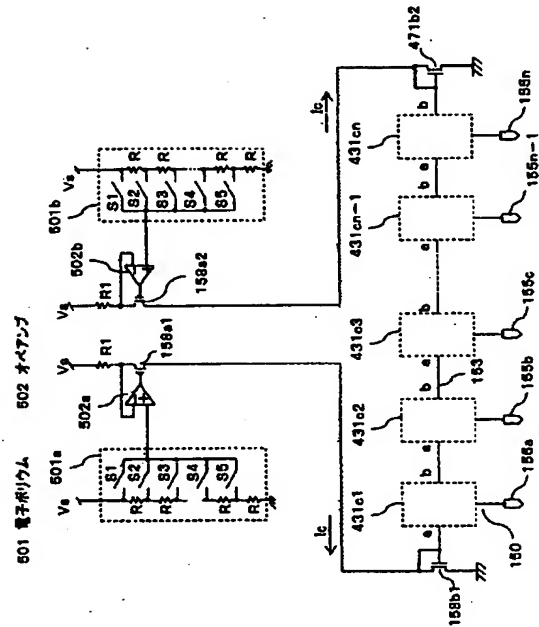 501 電子ボリウム 502 オペアンプ
Vs
501a
S1
S2
S3
S4
S5
R
R
R
R
R
502a
Vs
R1
158a1
Vs
R1
502b
158a2
Vs
501b
S1
S2
S3
S4
S5
R
R
R
R
R
Ic
Ic
431c1
431c2
431c3
431cn-1
431cn
471b2
a b a b a b a b a b
158b1
150
155a
155b
153
155c
155n-1
155n